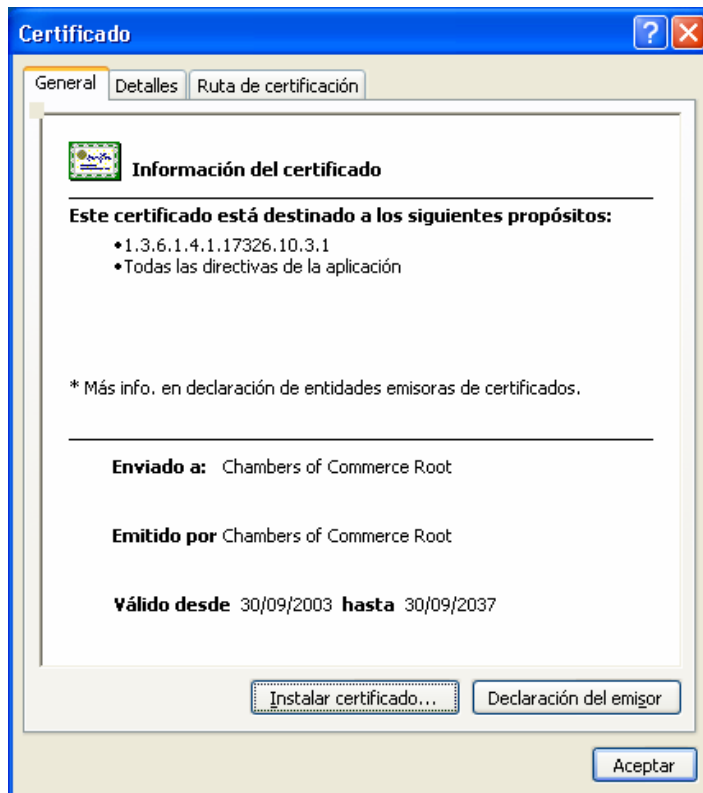 Certificado
General Detalles Ruta de certificación
Información del certificado
Este certificado está destinado a los siguientes propósitos:
•1.3.6.1.4.1.17326.10.3.1
•Todas las directivas de la aplicación
* Más info. en declaración de entidades emisoras de certificados.
Enviado a: Chambers of Commerce Root
Emitido por Chambers of Commerce Root
Válido desde 30/09/2003 hasta 30/09/2037
Instalar certificado... Declaración del emisor
Aceptar